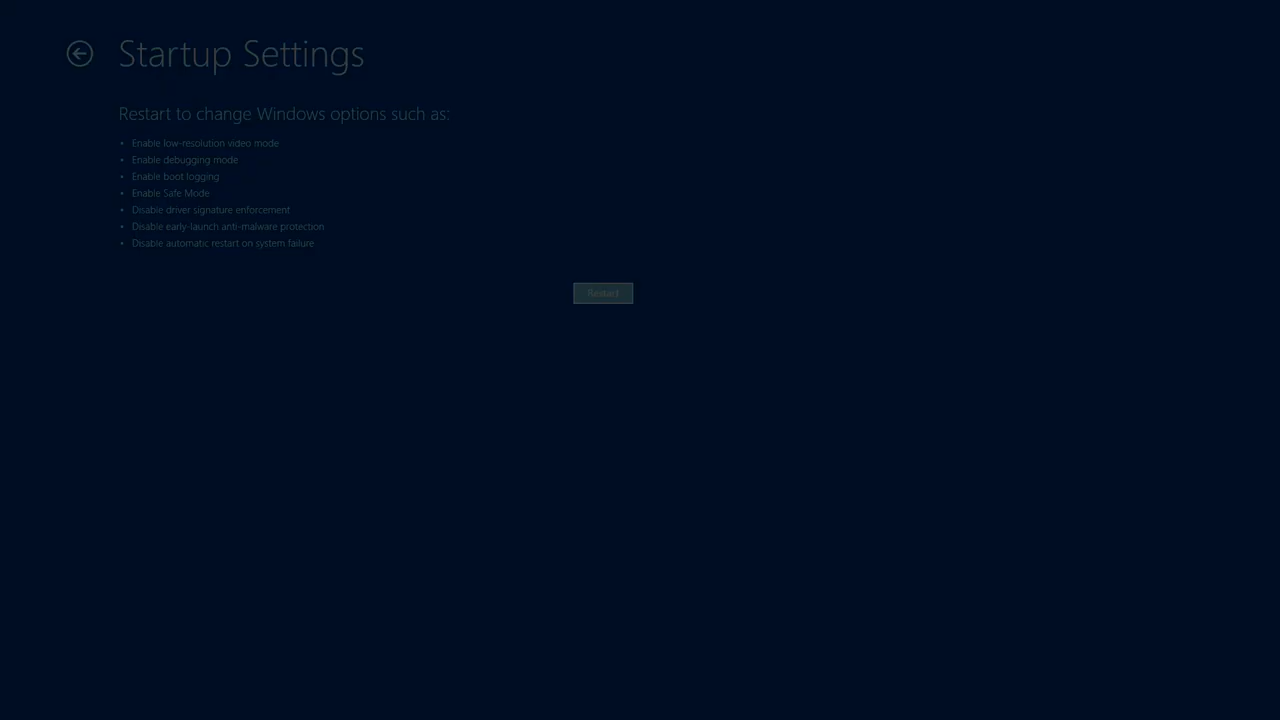 Startup Settings
Restart to change Windows options such as:
• Enable low-resolution video mode
• Enable debugging mode
• Enable boot logging
• Enable Safe Mode
• Disable driver signature enforcement
• Disable early-launch anti-malware protection
• Disable automatic restart on system failure
Restart